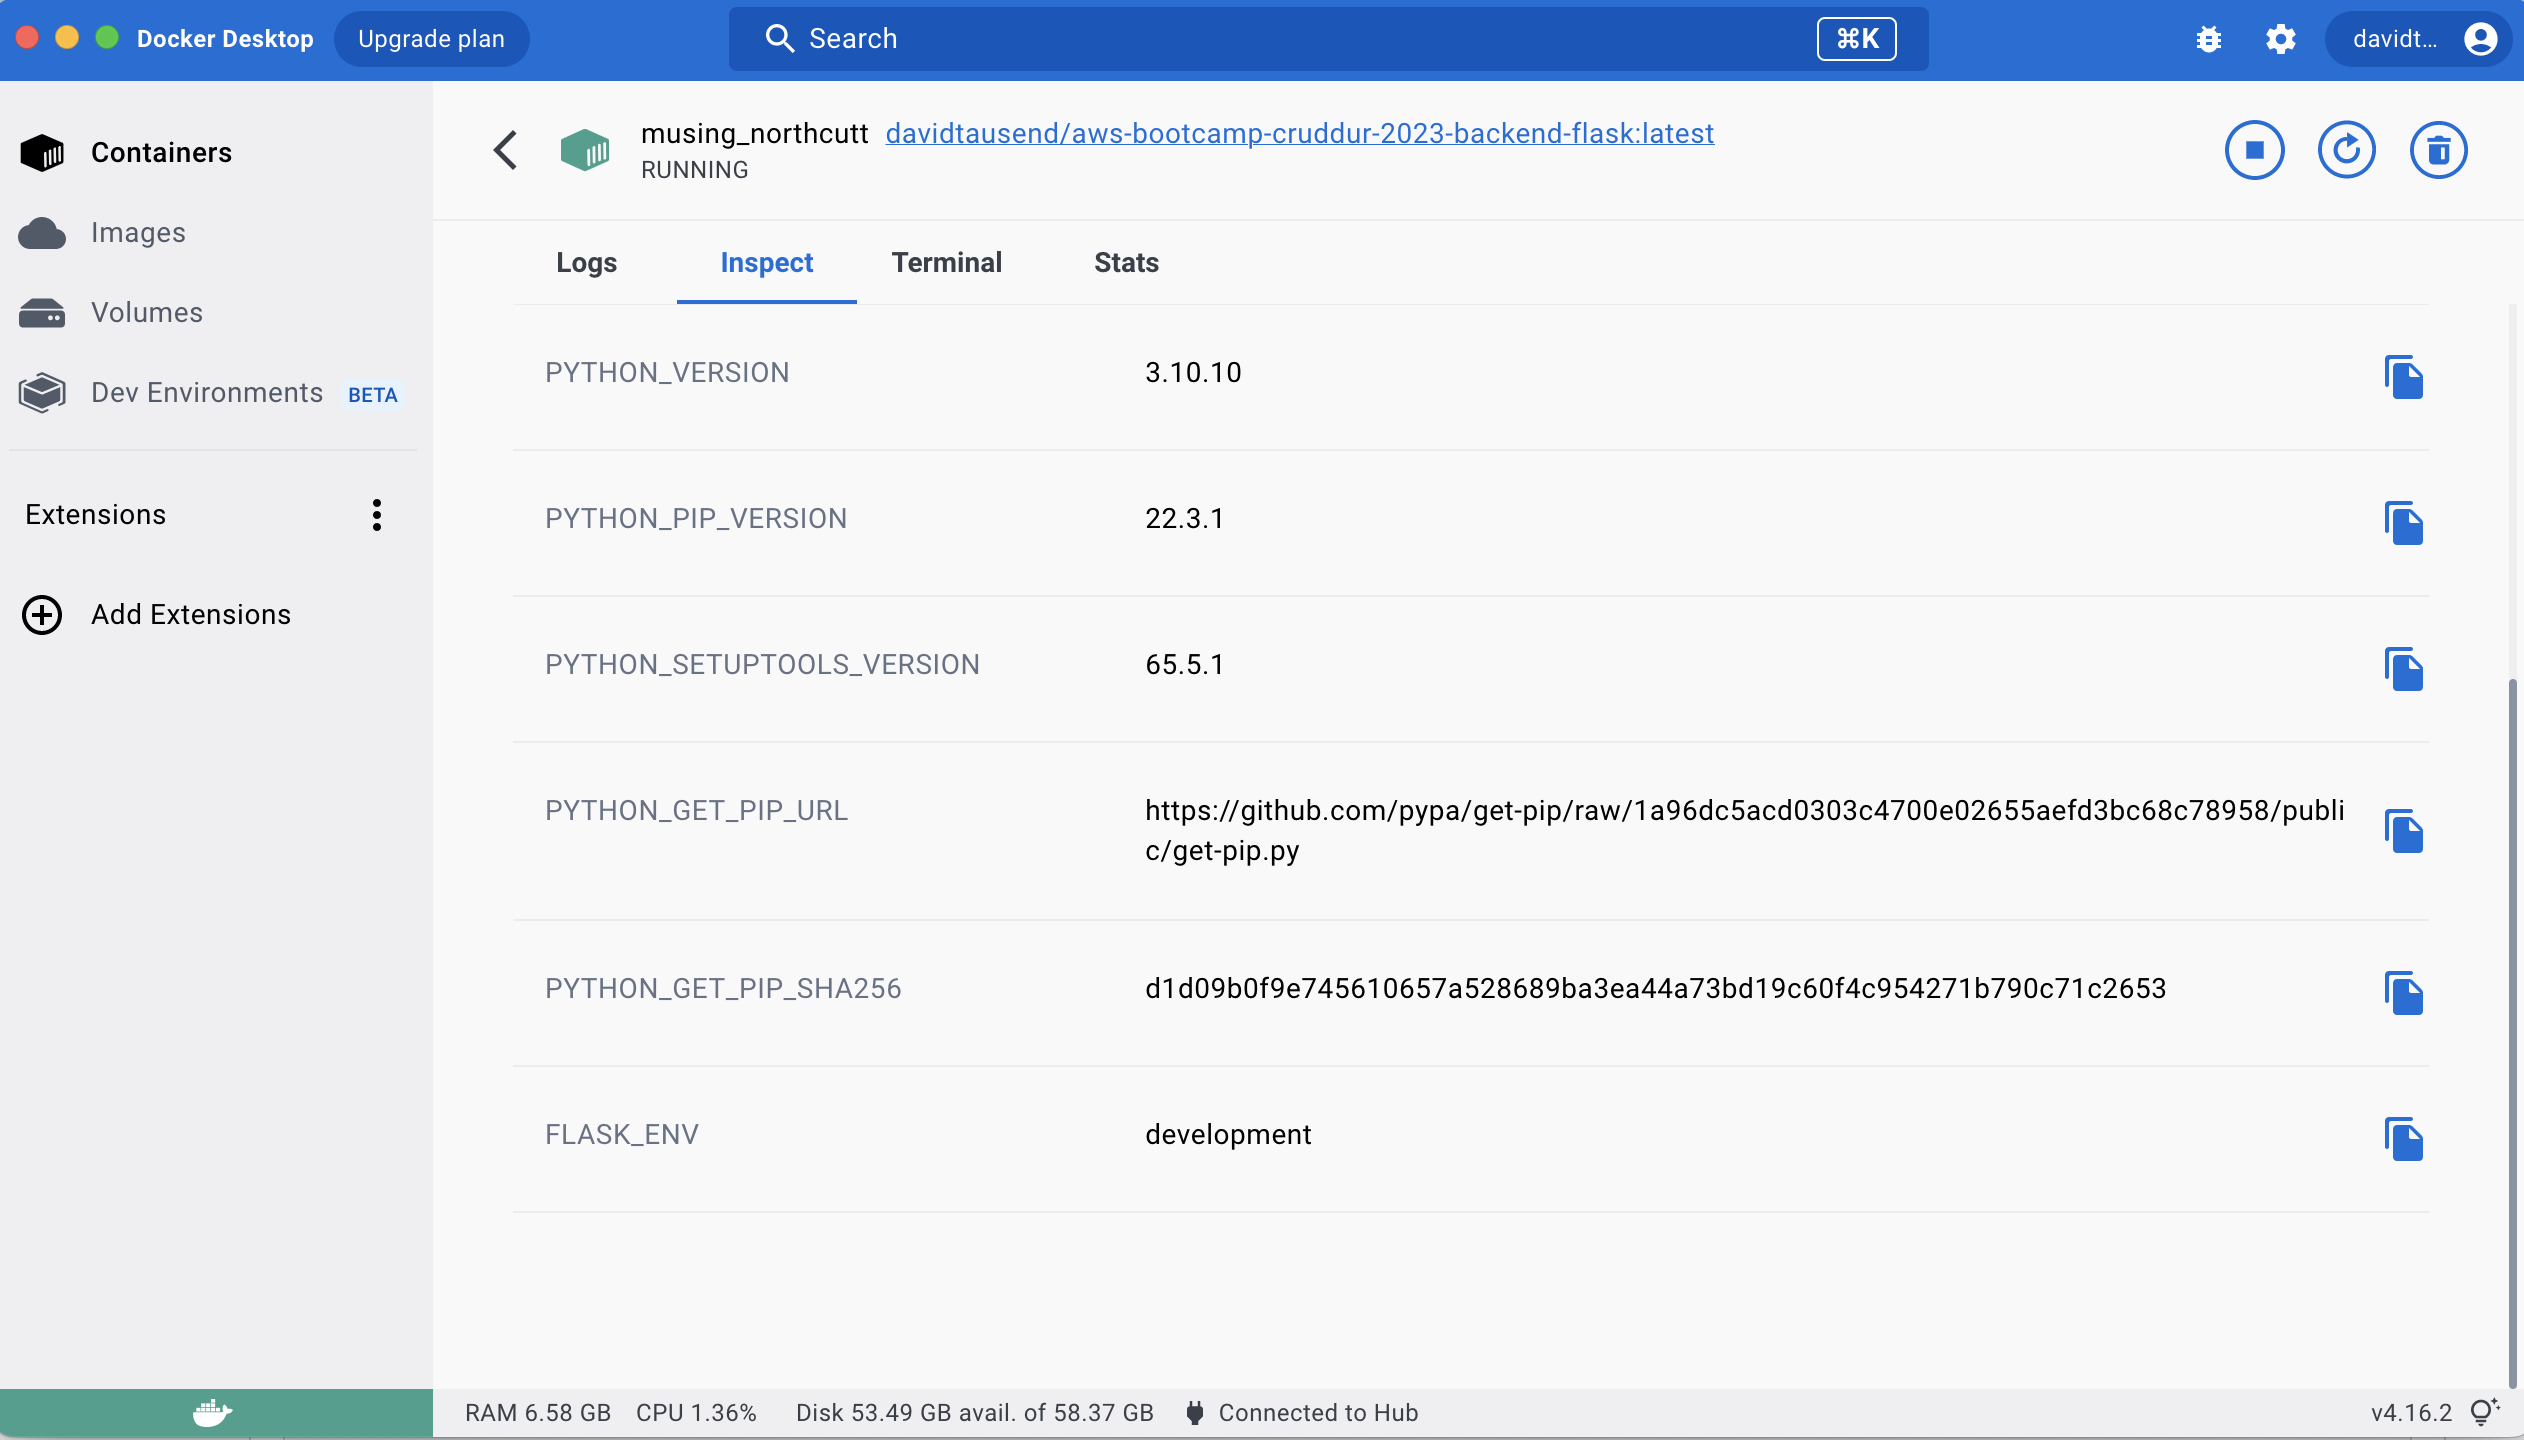 Docker Desktop
Upgrade plan
Search
⌘K
davidt...
Containers
Images
Volumes
Dev Environments BETA
Extensions
Add Extensions
musing_northcutt davidtausend/aws-bootcamp-cruddur-2023-backend-flask:latest
RUNNING
Logs Inspect Terminal Stats
PYTHON_VERSION 3.10.10
PYTHON_PIP_VERSION 22.3.1
PYTHON_SETUPTOOLS_VERSION 65.5.1
PYTHON_GET_PIP_URL https://github.com/pypa/get-pip/raw/1a96dc5acd0303c4700e02655aefd3bc68c78958/publi
c/get-pip.py
PYTHON_GET_PIP_SHA256 d1d09b0f9e745610657a528689ba3ea44a73bd19c60f4c954271b790c71c2653
FLASK_ENV development
RAM 6.58 GB CPU 1.36% Disk 53.49 GB avail. of 58.37 GB Connected to Hub v4.16.2